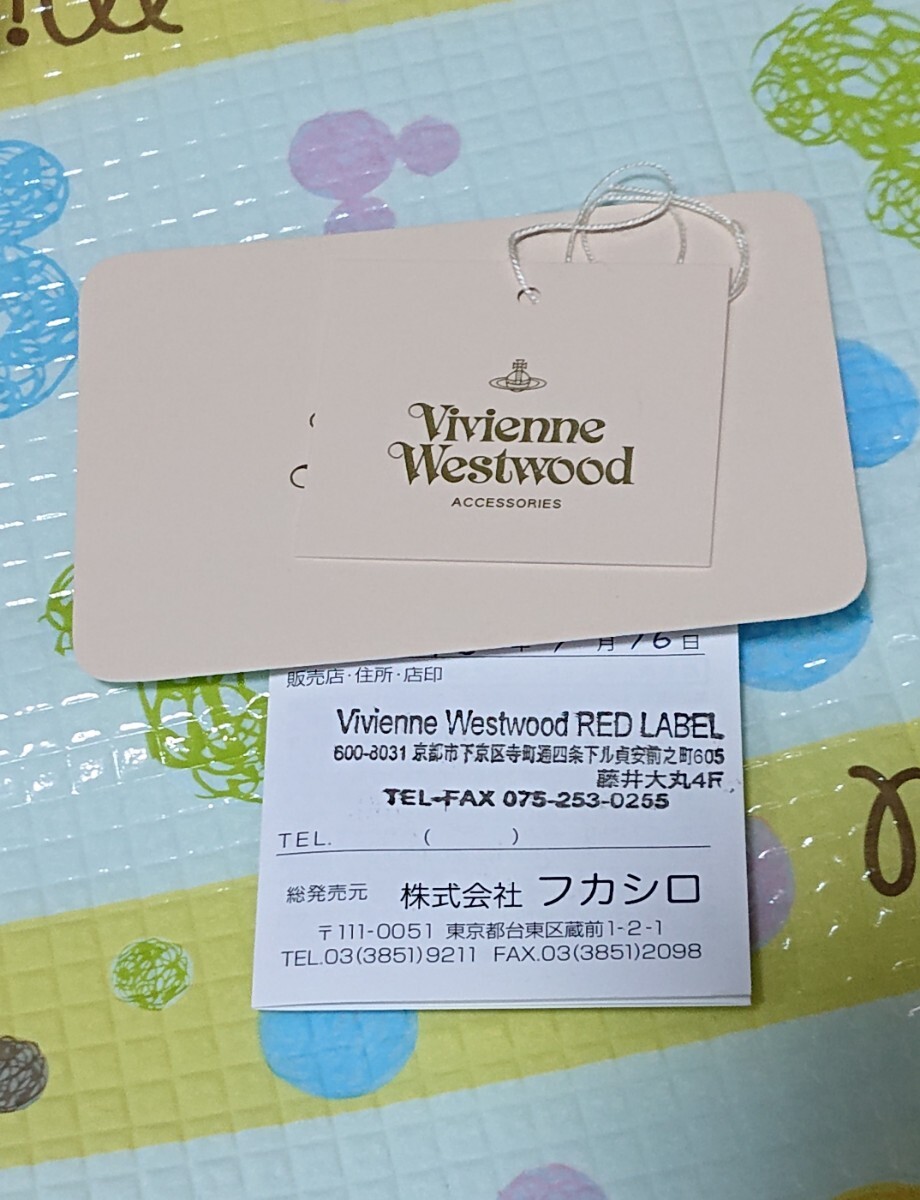 Vivienne
Westwood
ACCESSORIES
年 月 16日
販売店·住所·店印
Vivienne Westwood RED LABEL
600-8031 京都市下京区寺町通四条下ル貞安前之町605
藤井大丸4F
TEL-FAX 075-253-0255
TEL. ( )
総発売元 株式会社 フカシロ
〒111-0051 東京都台東区蔵前1-2-1
TEL.03(3851)9211 FAX.03(3851)2098